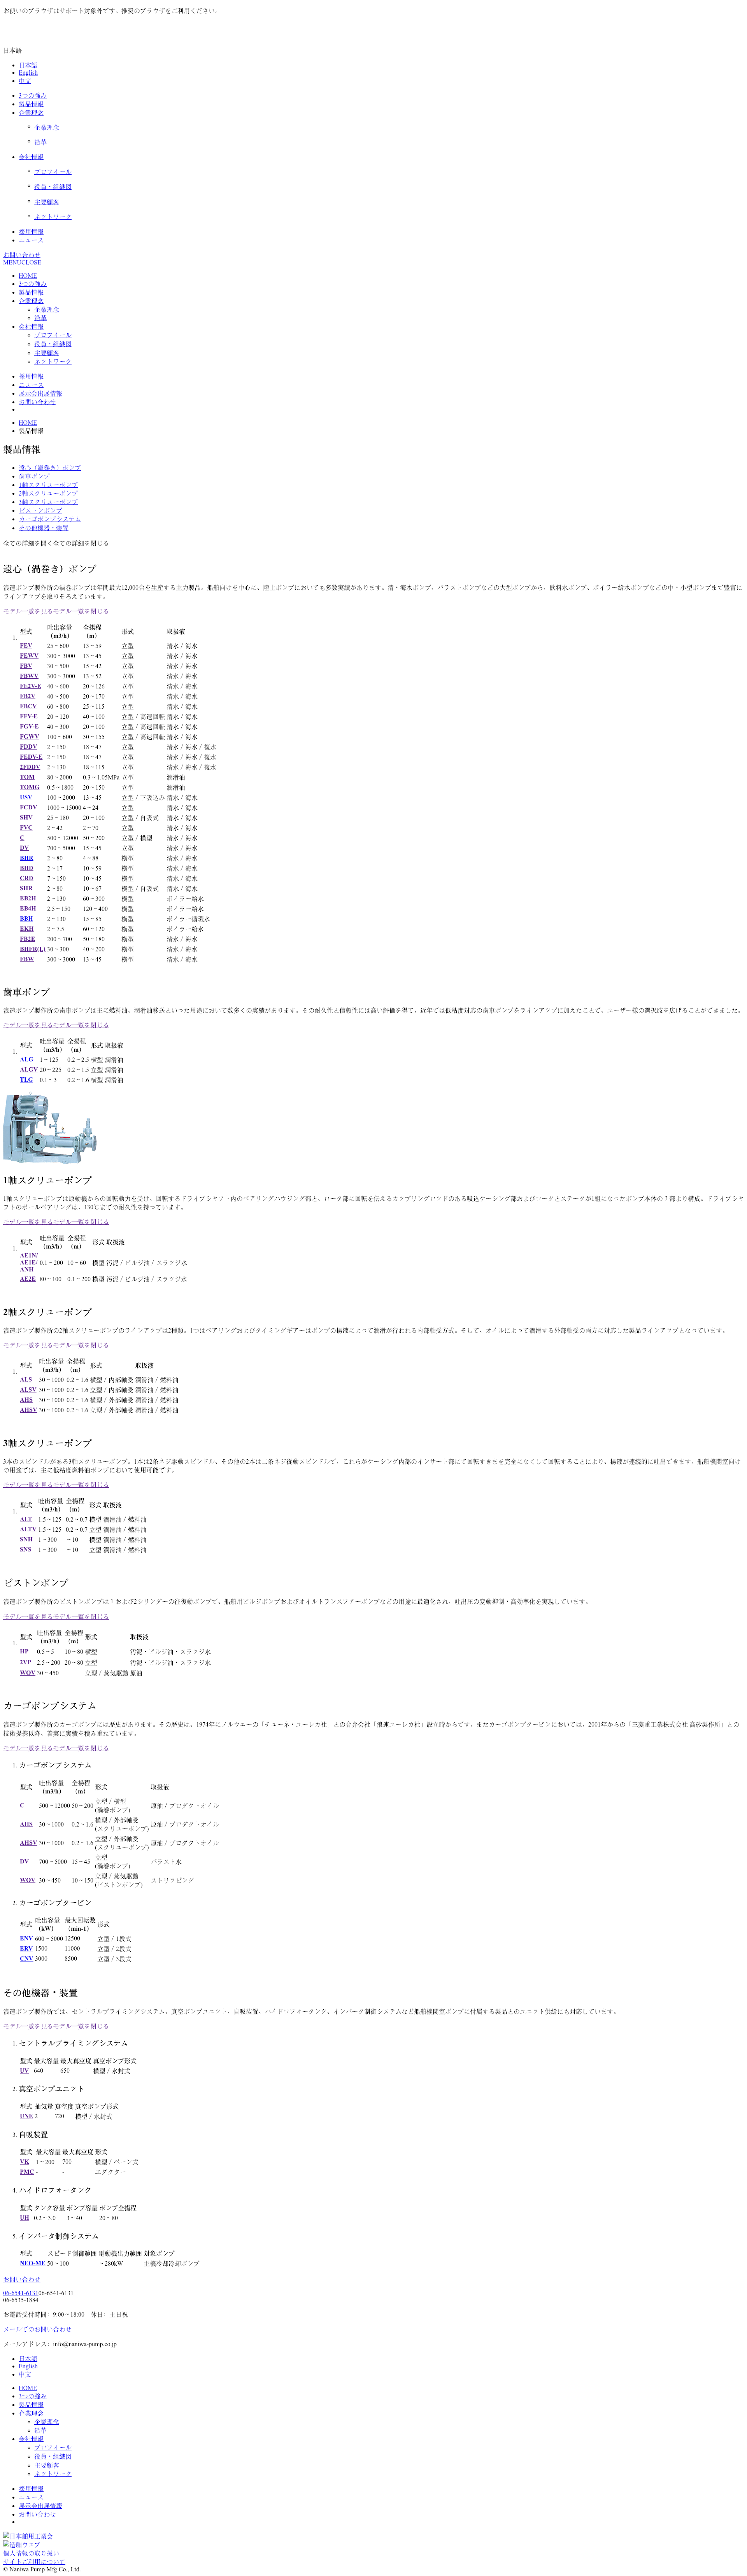 お使いのブラウザはサポート対象外です。推奨のブラウザをご利用ください。
日本語
日本語
English
中文
3つの強み
製品情報
企業理念
企業理念
沿革
会社情報
プロフィール
役員・組織図
主要顧客
ネットワーク
採用情報
ニュース
お問い合わせ
MENUCLOSE
HOME
3つの強み
製品情報
企業理念
企業理念
沿革
会社情報
プロフィール
役員・組織図
主要顧客
ネットワーク
採用情報
ニュース
展示会出展情報
お問い合わせ
HOME
製品情報
製品情報
遠心（渦巻き）ポンプ
歯車ポンプ
1軸スクリューポンプ
2軸スクリューポンプ
3軸スクリューポンプ
ピストンポンプ
カーゴポンプシステム
その他機器・装置
全ての詳細を開く全ての詳細を閉じる
遠心（渦巻き）ポンプ
浪速ポンプ製作所の渦巻ポンプは年間最大12,000台を生産する主力製品。船舶向けを中心に、陸上ポンプにおいても多数実績があります。清・海水ポンプ、バラストポンプなどの大型ポンプから、飲料水ポンプ、ボイラー給水ポンプなどの中・小型ポンプまで豊富に
ラインアップを取りそろえています。
モデル一覧を見るモデル一覧を閉じる
1. 型式 吐出容量（m3/h） 全揚程（m） 形式 取扱液
FEV 25~600 13~59 立型 清水 / 海水
FEWV 300~3000 13~45 立型 清水 / 海水
FBV 30~500 15~42 立型 清水 / 海水
FBWV 300~3000 13~52 立型 清水 / 海水
FE2V-E 40~600 20~126 立型 清水 / 海水
FB2V 40~500 20~170 立型 清水 / 海水
FBCV 60~800 25~115 立型 清水 / 海水
FFV-E 20~120 40~100 立型 / 高速回転 清水 / 海水
FGV-E 40~300 20~100 立型 / 高速回転 清水 / 海水
FGWV 100~600 30~155 立型 / 高速回転 清水 / 海水
FDDV 2~150 18~47 立型 清水 / 海水 / 復水
FEDV-E 2~150 18~47 立型 清水 / 海水 / 復水
2FDDV 2~130 18~115 立型 清水 / 海水 / 復水
TOM 80~2000 0.3~1.05MPa 立型 潤滑油
TOMG 0.5~1800 20~150 立型 潤滑油
USV 100~2000 13~45 立型 / 下吸込み 清水 / 海水
FCDV 1000~15000 4~24 立型 清水 / 海水
SHV 25~180 20~100 立型 / 自吸式 清水 / 海水
FVC 2~42 2~70 立型 清水 / 海水
C 500~12000 50~200 立型 / 横型 清水 / 海水
DV 700~5000 15~45 立型 清水 / 海水
BHR 2~80 4~88 横型 清水 / 海水
BHD 2~17 10~59 横型 清水 / 海水
CRD 7~150 10~45 横型 清水 / 海水
SHR 2~80 10~67 横型 / 自吸式 清水 / 海水
EB2H 2~130 60~300 横型 ボイラー給水
EB4H 2.5~150 120~400 横型 ボイラー給水
BBH 2~130 15~85 横型 ボイラー循環水
EKH 2~7.5 60~120 横型 ボイラー給水
FB2E 200~700 50~180 横型 清水 / 海水
BHFR(L) 30~300 40~200 横型 清水 / 海水
FBW 300~3000 13~45 横型 清水 / 海水
歯車ポンプ
浪速ポンプ製作所の歯車ポンプは主に燃料油、潤滑油移送といった用途において数多くの実績があります。その耐久性と信頼性には高い評価を得て、近年では低粘度対応の歯車ポンプをラインアップに加えたことで、ユーザー様の選択肢を広げることができました。
モデル一覧を見るモデル一覧を閉じる
1. 型式 吐出容量（m3/h） 全揚程（m） 形式 取扱液
ALG 1~125 0.2~2.5 横型 潤滑油
ALGV 20~225 0.2~1.5 立型 潤滑油
TLG 0.1~3 0.2~1.6 横型 潤滑油
1軸スクリューポンプ
1軸スクリューポンプは原動機からの回転動力を受け、回転するドライブシャフト内のベアリングハウジング部と、ロータ部に回転を伝えるカップリングロッドのある吸込ケーシング部およびロータとステータが1組になったポンプ本体の３部より構成。ドライブシャ
フトのボールベアリングは、130℃までの耐久性を持っています。
モデル一覧を見るモデル一覧を閉じる
1. 型式 吐出容量（m3/h） 全揚程（m） 形式 取扱液
AE1N/ AE1E/ ANH 0.1~200 10~60 横型 汚泥 / ビルジ油 / スラッジ水
AE2E 80~100 0.1~200 横型 汚泥 / ビルジ油 / スラッジ水
2軸スクリューポンプ
浪速ポンプ製作所の2軸スクリューポンプのラインアップは2種類。1つはベアリングおよびタイミングギアーはポンプの揚液によって潤滑が行われる内部軸受方式。そして、オイルによって潤滑する外部軸受の両方に対応した製品ラインアップとなっています。
モデル一覧を見るモデル一覧を閉じる
1. 型式 吐出容量（m3/h） 全揚程（m） 形式 取扱液
ALS 30~1000 0.2~1.6 横型 / 内部軸受 潤滑油 / 燃料油
ALSV 30~1000 0.2~1.6 立型 / 内部軸受 潤滑油 / 燃料油
AHS 30~1000 0.2~1.6 横型 / 外部軸受 潤滑油 / 燃料油
AHSV 30~1000 0.2~1.6 立型 / 外部軸受 潤滑油 / 燃料油
3軸スクリューポンプ
3本のスピンドルがある3軸スクリューポンプ。1本は2条ネジ駆動スピンドル、その他の2本は二条ネジ従動スピンドルで、これらがケーシング内部のインサート部にて回転しすきまを完全になくして回転することにより、揚液が連続的に吐出できます。船舶機関室向け
の用途では、主に低粘度燃料油ポンプにおいて使用可能です。
モデル一覧を見るモデル一覧を閉じる
1. 型式 吐出容量（m3/h） 全揚程（m） 形式 取扱液
ALT 1.5~125 0.2~0.7 横型 潤滑油 / 燃料油
ALTV 1.5~125 0.2~0.7 立型 潤滑油 / 燃料油
SNH 1~300 ~10 横型 潤滑油 / 燃料油
SNS 1~300 ~10 立型 潤滑油 / 燃料油
ピストンポンプ
浪速ポンプ製作所のピストンポンプは１および2シリンダーの往復動ポンプで、船舶用ビルジポンプおよびオイルトランスファーポンプなどの用途に最適化され、吐出圧の変動抑制・高効率化を実現しています。
モデル一覧を見るモデル一覧を閉じる
1. 型式 吐出容量（m3/h） 全揚程（m） 形式 取扱液
HP 0.5~5 10~80 横型 汚泥・ビルジ油・スラッジ水
2VP 2.5~200 20~80 立型 汚泥・ビルジ油・スラッジ水
WOV 30~450 立型 / 蒸気駆動 原油
カーゴポンプシステム
浪速ポンプ製作所のカーゴポンプには歴史があります。その歴史は、1974年にノルウェーの「テューネ・ユーレカ社」との合弁会社「浪速ユーレカ社」設立時からです。またカーゴポンプタービンにおいては、2001年からの「三菱重工業株式会社 高砂製作所」との
技術提携以降、着実に実績を積み重ねています。
モデル一覧を見るモデル一覧を閉じる
1. カーゴポンプシステム
型式 吐出容量（m3/h） 全揚程（m） 形式 取扱液
C 500~12000 50~200 立型 / 横型 (渦巻ポンプ) 原油 / プロダクトオイル
AHS 30~1000 0.2~1.6 横型 / 外部軸受 (スクリューポンプ) 原油 / プロダクトオイル
AHSV 30~1000 0.2~1.6 立型 / 外部軸受 (スクリューポンプ) 原油 / プロダクトオイル
DV 700~5000 15~45 立型 (渦巻ポンプ) バラスト水
WOV 30~450 10~150 立型 / 蒸気駆動 (ピストンポンプ) ストリッピング
2. カーゴポンプタービン
型式 吐出容量（kW） 最大回転数（min-1） 形式
ENV 600~5000 12500 立型 / 1段式
ERV 1500 11000 立型 / 2段式
CNV 3000 8500 立型 / 3段式
その他機器・装置
浪速ポンプ製作所では、セントラルプライミングシステム、真空ポンプユニット、自吸装置、ハイドロフォータンク、インバータ制御システムなど船舶機関室ポンプに付属する製品とのユニット供給にも対応しています。
モデル一覧を見るモデル一覧を閉じる
1. セントラルプライミングシステム
型式 最大容量 最大真空度 真空ポンプ形式
UV 640 650 横型 / 水封式
2. 真空ポンプユニット
型式 抽気量 真空度 真空ポンプ形式
UNE 2 720 横型 / 水封式
3. 自吸装置
型式 最大容量 最大真空度 形式
VK 1~200 700 横型 / ベーン式
PMC - - エダクター
4. ハイドロフォータンク
型式 タンク容量 ポンプ容量 ポンプ全揚程
UH 0.2~3.0 3~40 20~80
5. インバータ制御システム
型式 スピード制御範囲 電動機出力範囲 対象ポンプ
NEO-ME 50~100 ~280kW 主機冷却冷却ポンプ
お問い合わせ
06-6541-613106-6541-6131
06-6535-1884
お電話受付時間：9:00~18:00　休日：土日祝
メールでのお問い合わせ
メールアドレス：info@naniwa-pump.co.jp
日本語
English
中文
HOME
3つの強み
製品情報
企業理念
企業理念
沿革
会社情報
プロフィール
役員・組織図
主要顧客
ネットワーク
採用情報
ニュース
展示会出展情報
お問い合わせ
日本舶用工業会
造船ウェブ
個人情報の取り扱い
サイトご利用について
© Naniwa Pump Mfg Co., Ltd.